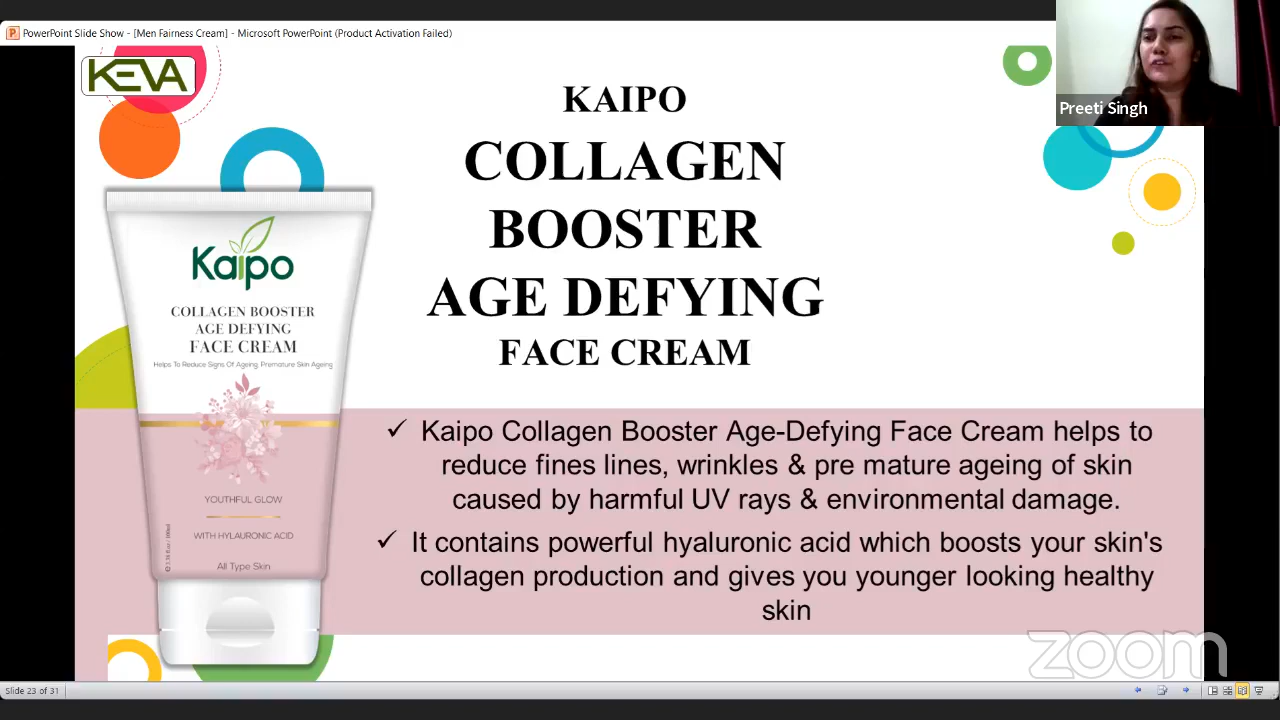 PowerPoint Slide Show - [Men Fairness Cream] - Microsoft PowerPoint (Product Activation Failed)
KEVA
Preeti Singh
KAIPO
COLLAGEN
BOOSTER
AGE DEFYING
FACE CREAM
Kaipo
COLLAGEN BOOSTER
AGE DEFYING
FACE CREAM
Helps To Reduce Signs Of Ageing, Premature Skin Ageing
YOUTHFUL GLOW
WITH HYLAURONIC ACID
All Type Skin
✓ Kaipo Collagen Booster Age-Defying Face Cream helps to
reduce fines lines, wrinkles & pre mature ageing of skin
caused by harmful UV rays & environmental damage.
✓ It contains powerful hyaluronic acid which boosts your skin's
collagen production and gives you younger looking healthy
skin
zoom
Slide 23 of 31